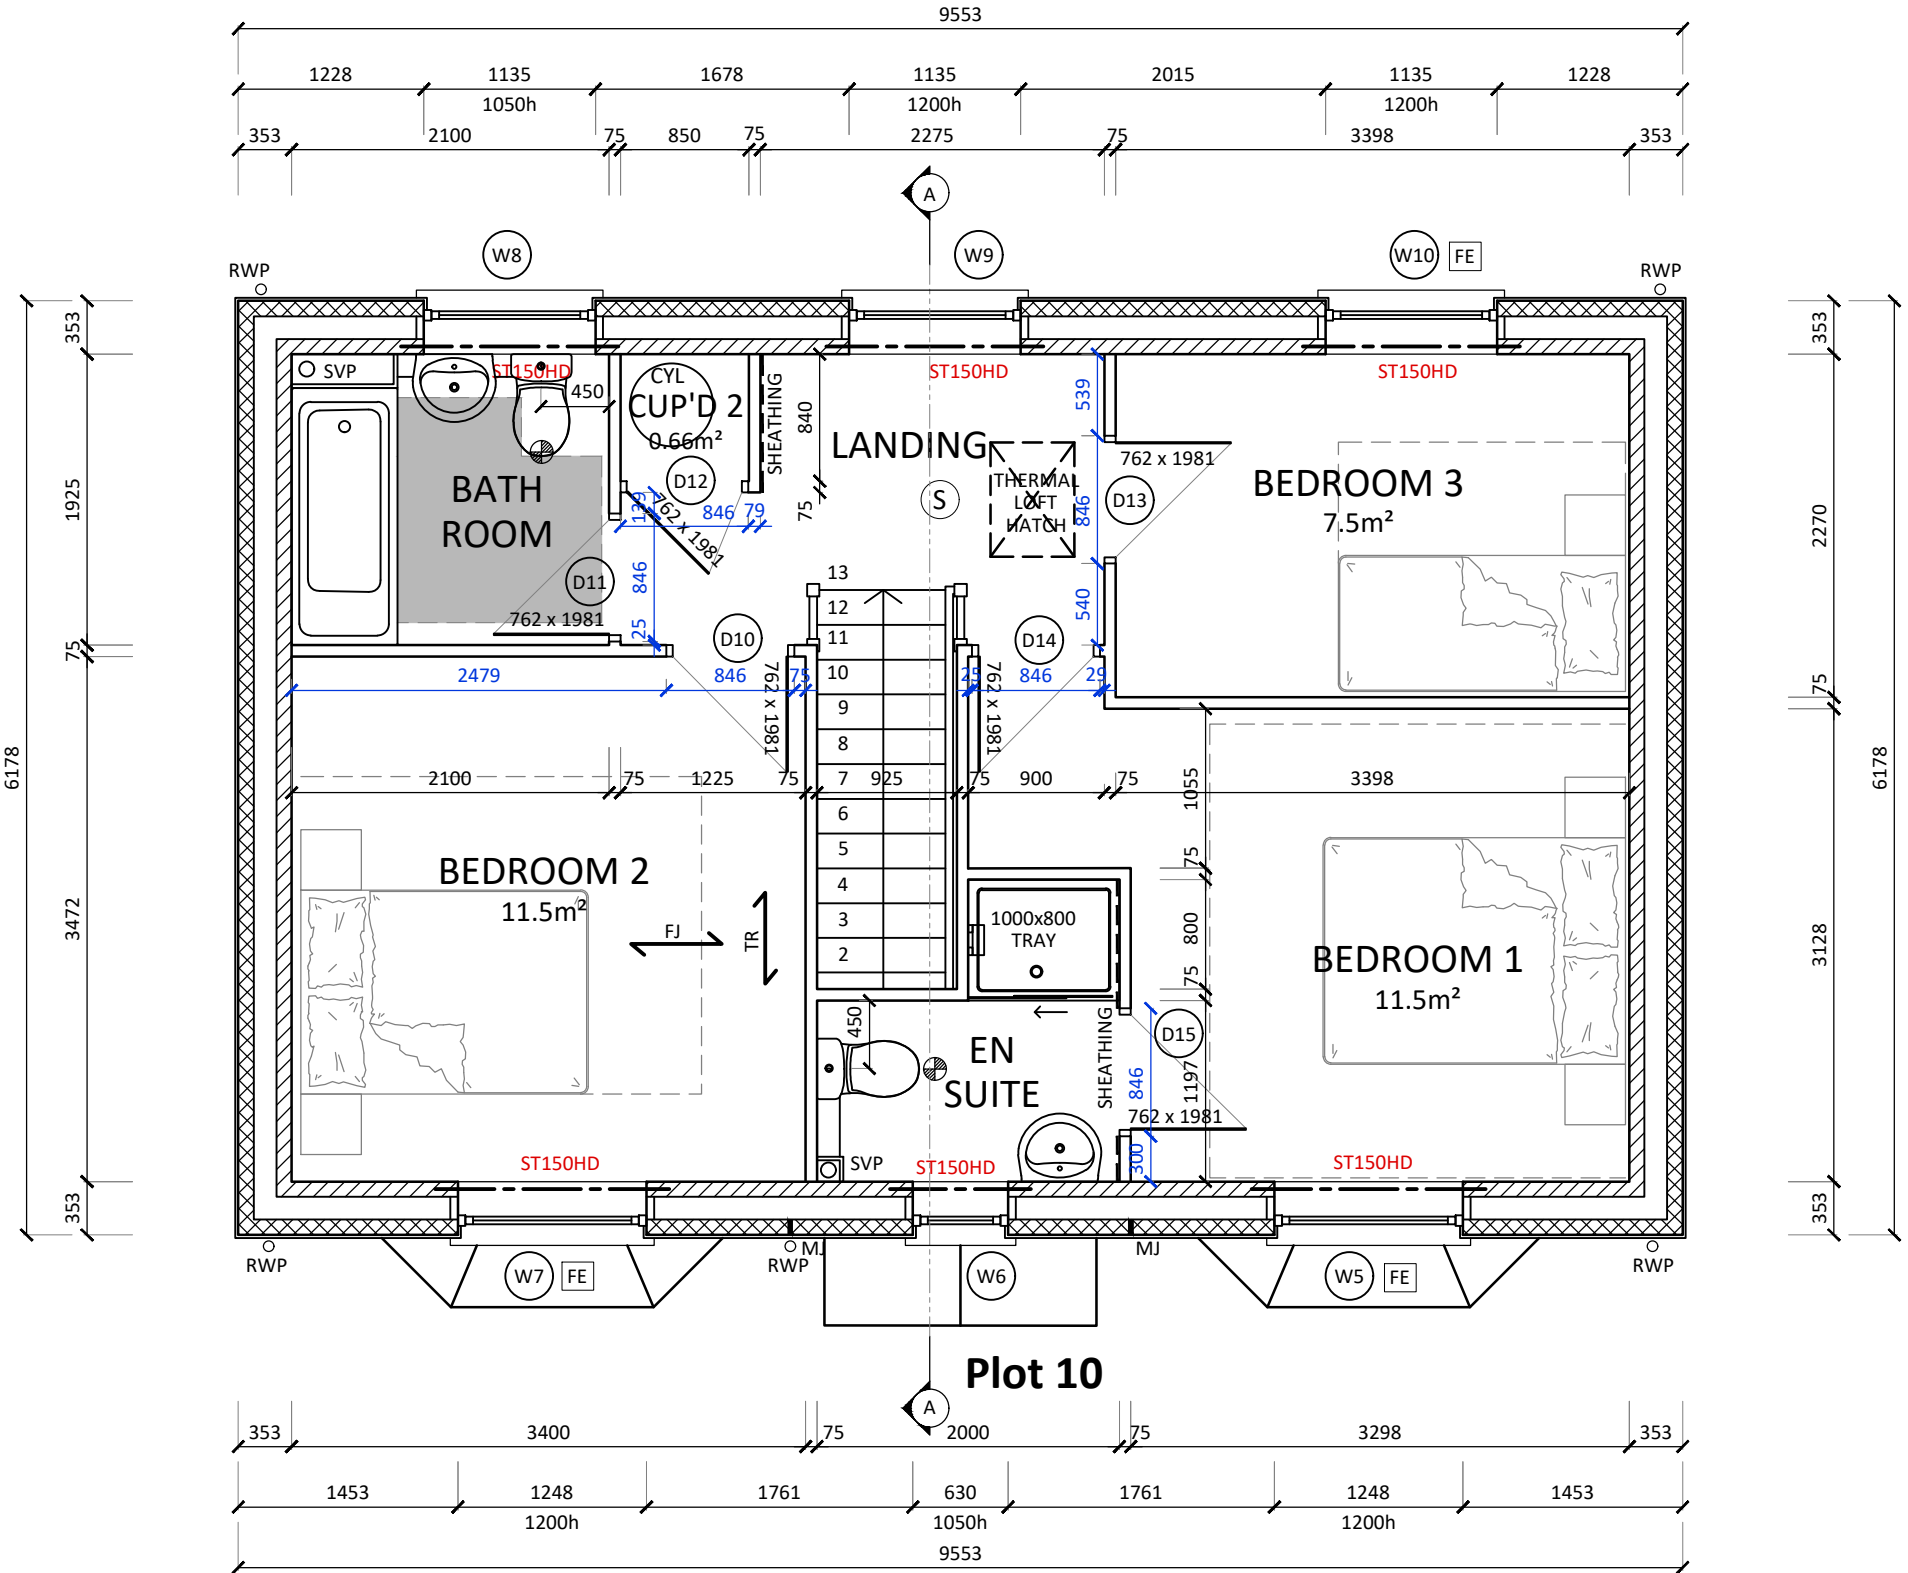 9553
1228 1135 1678 1135 2015 1135 1228
1050h 1200h 1200h
353 2100 75 850 75 2275 75 3398 353
A
W8 W9 W10 FE
RWP RWP
353 1925 75 3472 353
6178
353 2270 75 3128 353
6178
SVP
ST150HD
450
CYL
CUP'D 2
0.66m²
D12
SHEATHING
840
75
LANDING
ST150HD
539
846
540
THERMAL
LOFT
HATCH
X
S
762 x 1981
D13
ST150HD
BEDROOM 3
7.5m²
BATH
ROOM
139
762 x 1981
846 79
D11
846
762 x 1981
25
D10
D14
13
12
11
10
9
8
7
6
5
4
3
2
2479 846 75
762 x 1981
25 846 29
762 x 1981
2100 75 1225 75 925 75 900 75 3398
1055
75
800
75
1197
BEDROOM 2
11.5m²
FJ
TR
1000x800
TRAY
BEDROOM 1
11.5m²
450
EN
SUITE
SHEATHING
D15
846
762 x 1981
300
SVP
ST150HD ST150HD ST150HD
RWP
W7 FE
RWP
MJ
W6
MJ
W5 FE
RWP
Plot 10
A
353 3400 75 2000 75 3298 353
1453 1248 1761 630 1761 1248 1453
1200h 1050h 1200h
9553